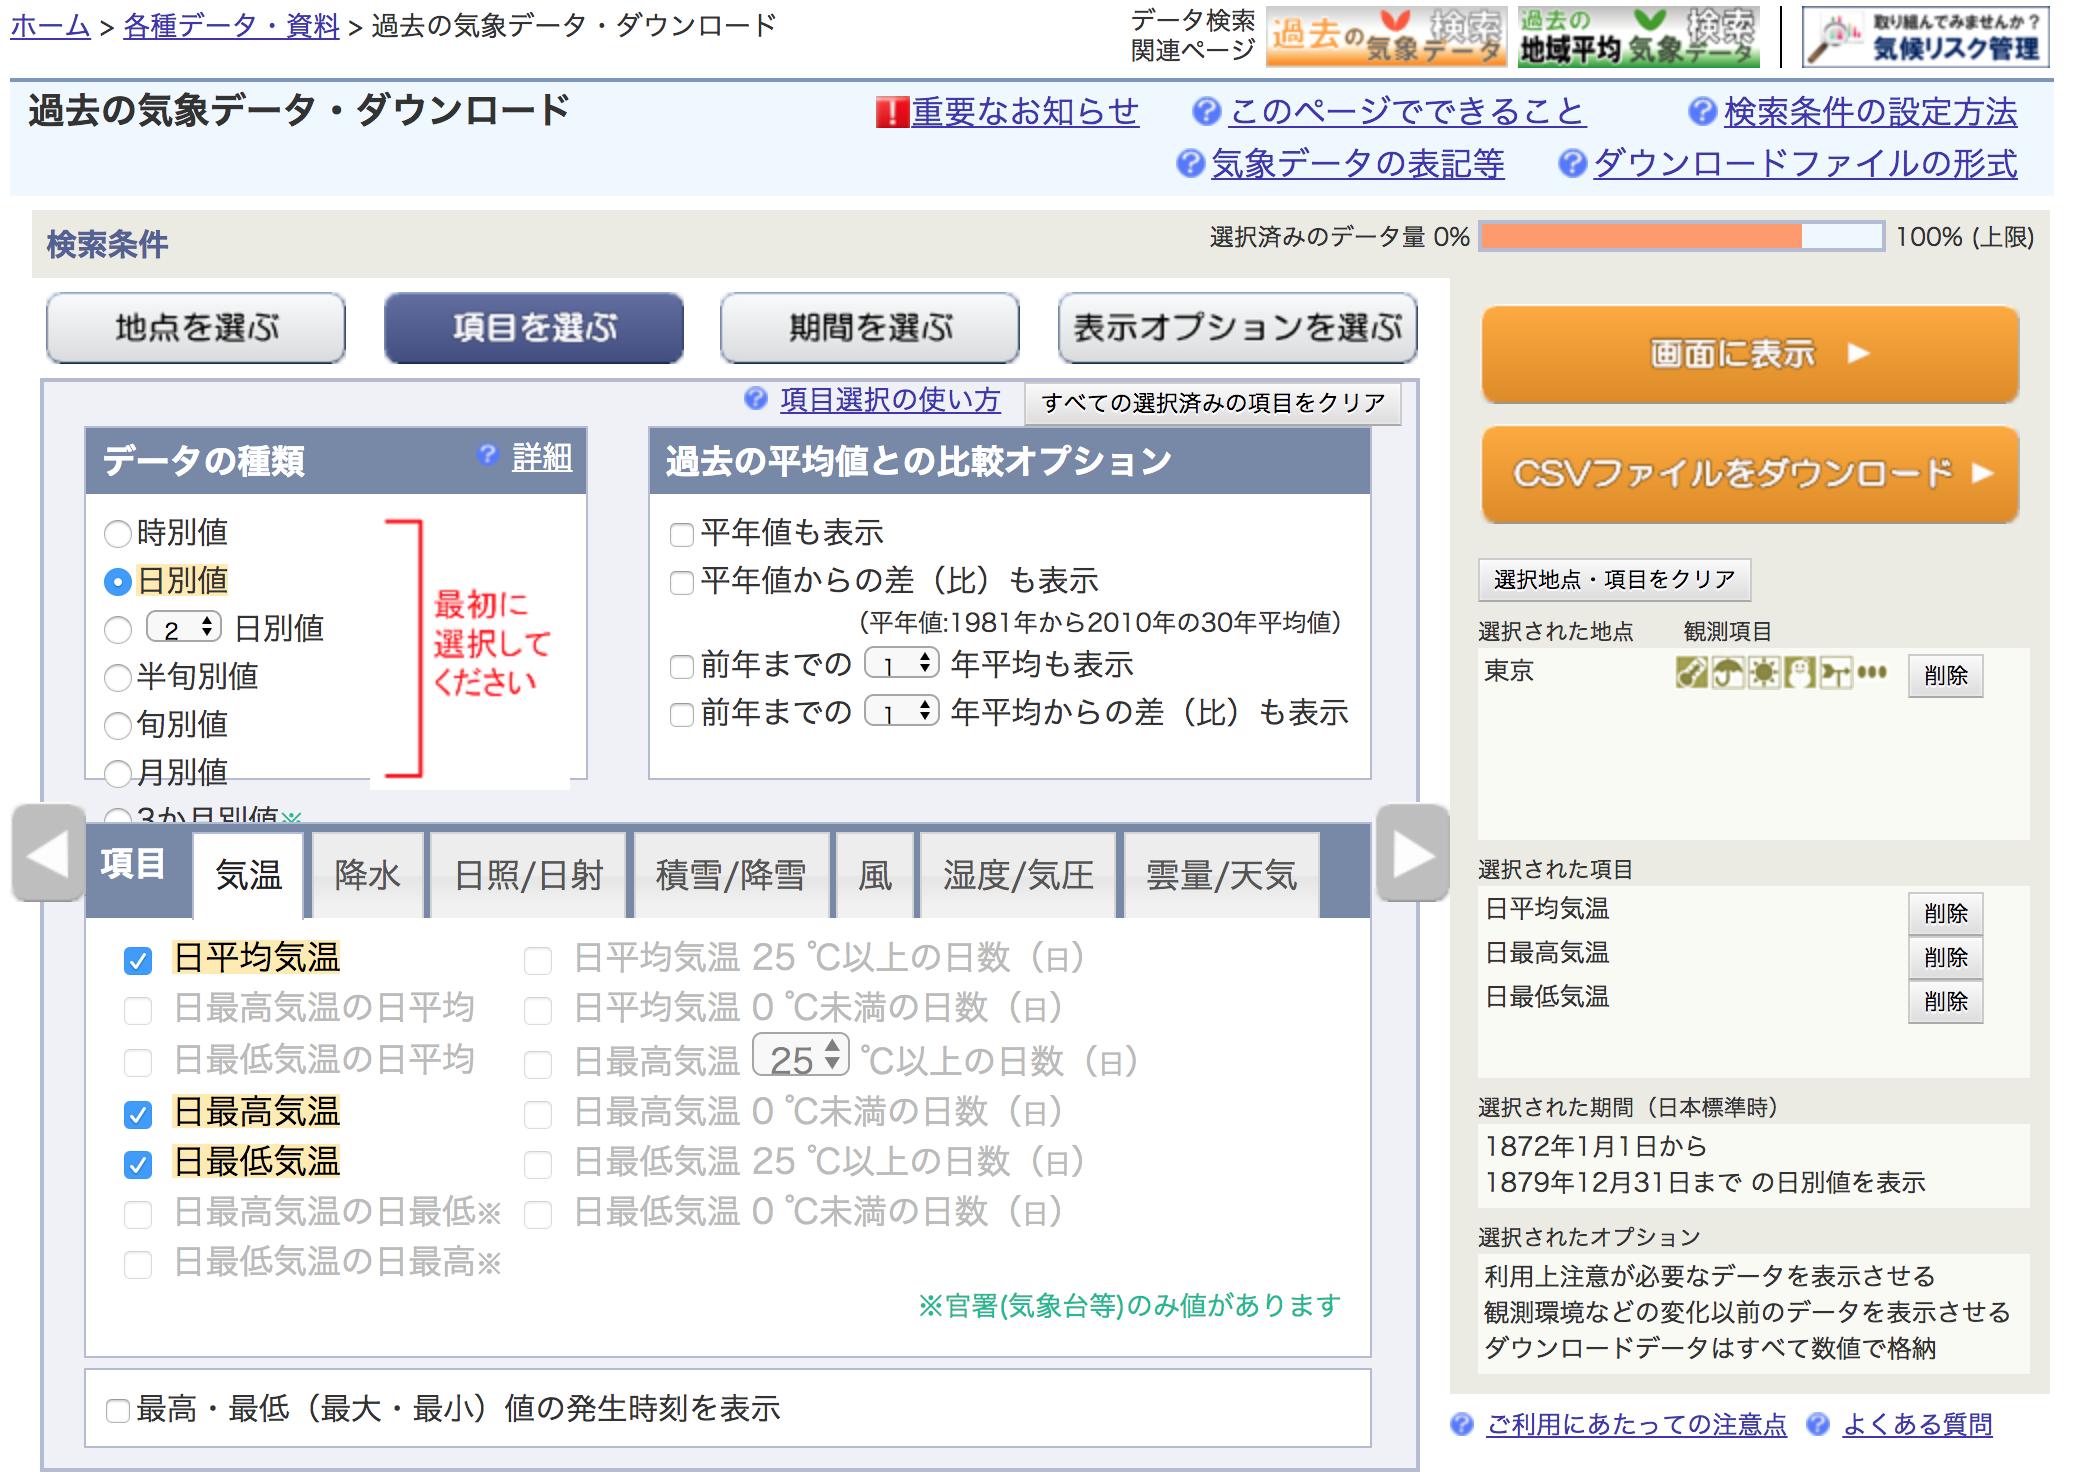 ホーム > 各種データ・資料 > 過去の気象データ・ダウンロード
データ検索
関連ページ
過去の気象データ 検索
過去の地域平均気象データ 検索
取り組んでみませんか?
気候リスク管理
過去の気象データ・ダウンロード
重要なお知らせ
このページでできること
検索条件の設定方法
気象データの表記等
ダウンロードファイルの形式
検索条件
選択済みのデータ量 0% 100% (上限)
地点を選ぶ
項目を選ぶ
期間を選ぶ
表示オプションを選ぶ
項目選択の使い方
すべての選択済みの項目をクリア
データの種類
詳細
時別値
日別値
2 日別値
半旬別値
旬別値
月別値
3か月別値※
最初に
選択して
ください
過去の平均値との比較オプション
平年値も表示
平年値からの差（比）も表示
（平年値:1981年から2010年の30年平均値）
前年までの 1 年平均も表示
前年までの 1 年平均からの差（比）も表示
項目
気温
降水
日照/日射
積雪/降雪
風
湿度/気圧
雲量/天気
日平均気温
日最高気温の日平均
日最低気温の日平均
日最高気温
日最低気温
日最高気温の日最低※
日最低気温の日最高※
日平均気温 25 ℃以上の日数（日）
日平均気温 0 ℃未満の日数（日）
日最高気温 25 ℃以上の日数（日）
日最高気温 0 ℃未満の日数（日）
日最低気温 25 ℃以上の日数（日）
日最低気温 0 ℃未満の日数（日）
※官署(気象台等)のみ値があります
最高・最低（最大・最小）値の発生時刻を表示
画面に表示
CSVファイルをダウンロード
選択地点・項目をクリア
選択された地点 観測項目
東京 削除
選択された項目
日平均気温 削除
日最高気温 削除
日最低気温 削除
選択された期間（日本標準時）
1872年1月1日から
1879年12月31日まで の日別値を表示
選択されたオプション
利用上注意が必要なデータを表示させる
観測環境などの変化以前のデータを表示させる
ダウンロードデータはすべて数値で格納
ご利用にあたっての注意点
よくある質問